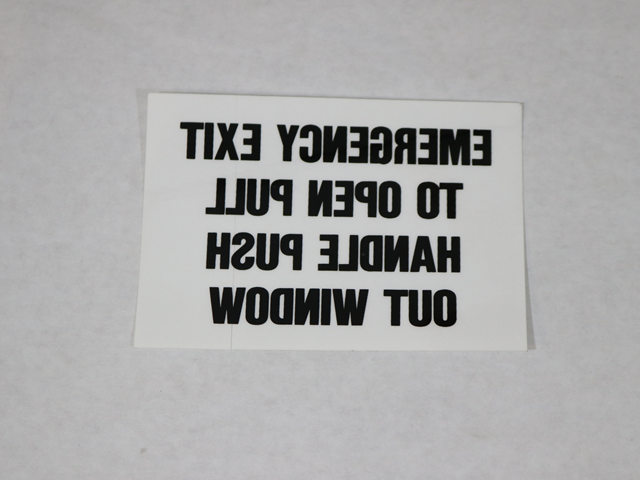 EMERGENCY EXIT
TO OPEN PULL
HANDLE PUSH
OUT WINDOW